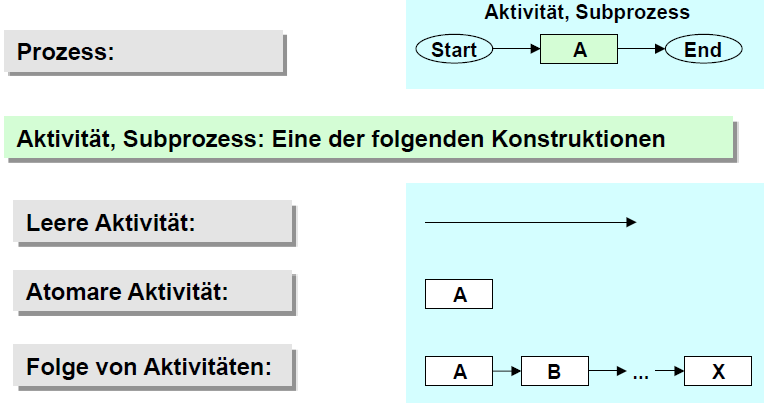 Aktivität, Subprozess
Prozess:
Start A End
Aktivität, Subprozess: Eine der folgenden Konstruktionen
Leere Aktivität:
Atomare Aktivität:
A
Folge von Aktivitäten:
A B ... X